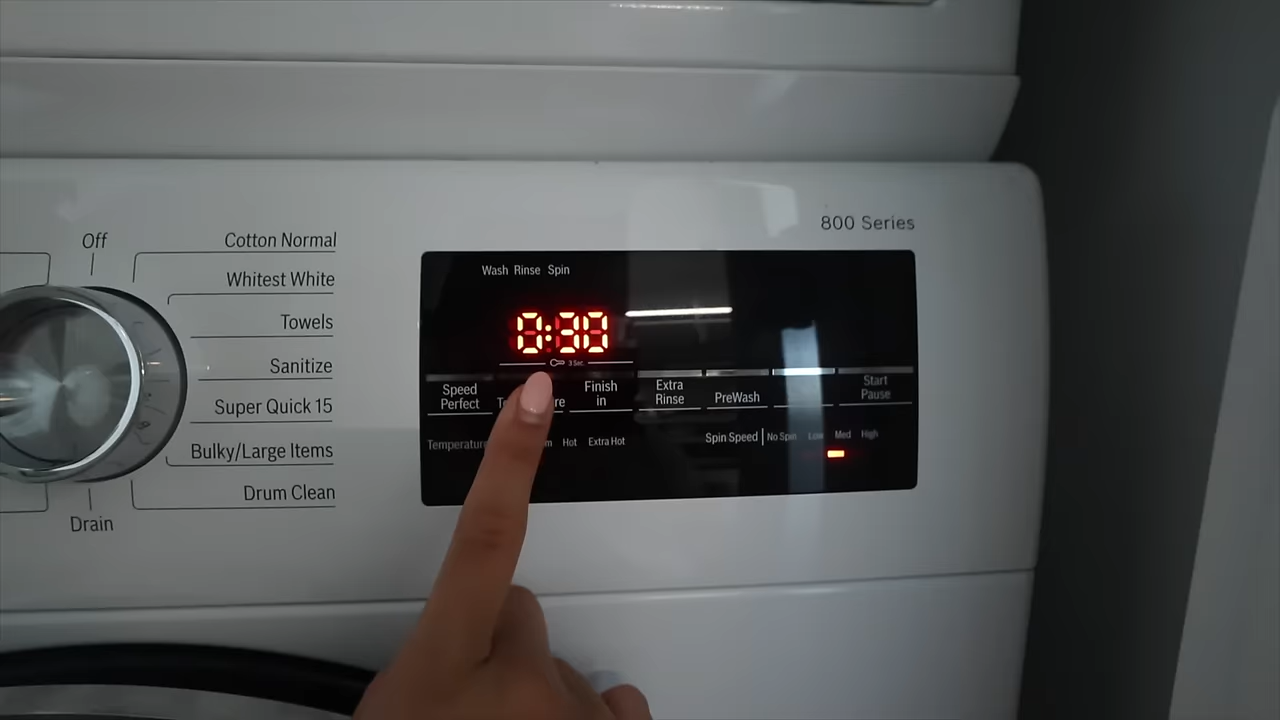 800 Series
Off
Cotton Normal
Whitest White
Towels
Sanitize
Super Quick 15
Bulky/Large Items
Drum Clean
Drain
Wash Rinse Spin
0:30
3 Sec.
Speed Perfect
Finish in
Extra Rinse
PreWash
Start Pause
Temperature
Hot Extra Hot
Spin Speed No Spin Low Med High